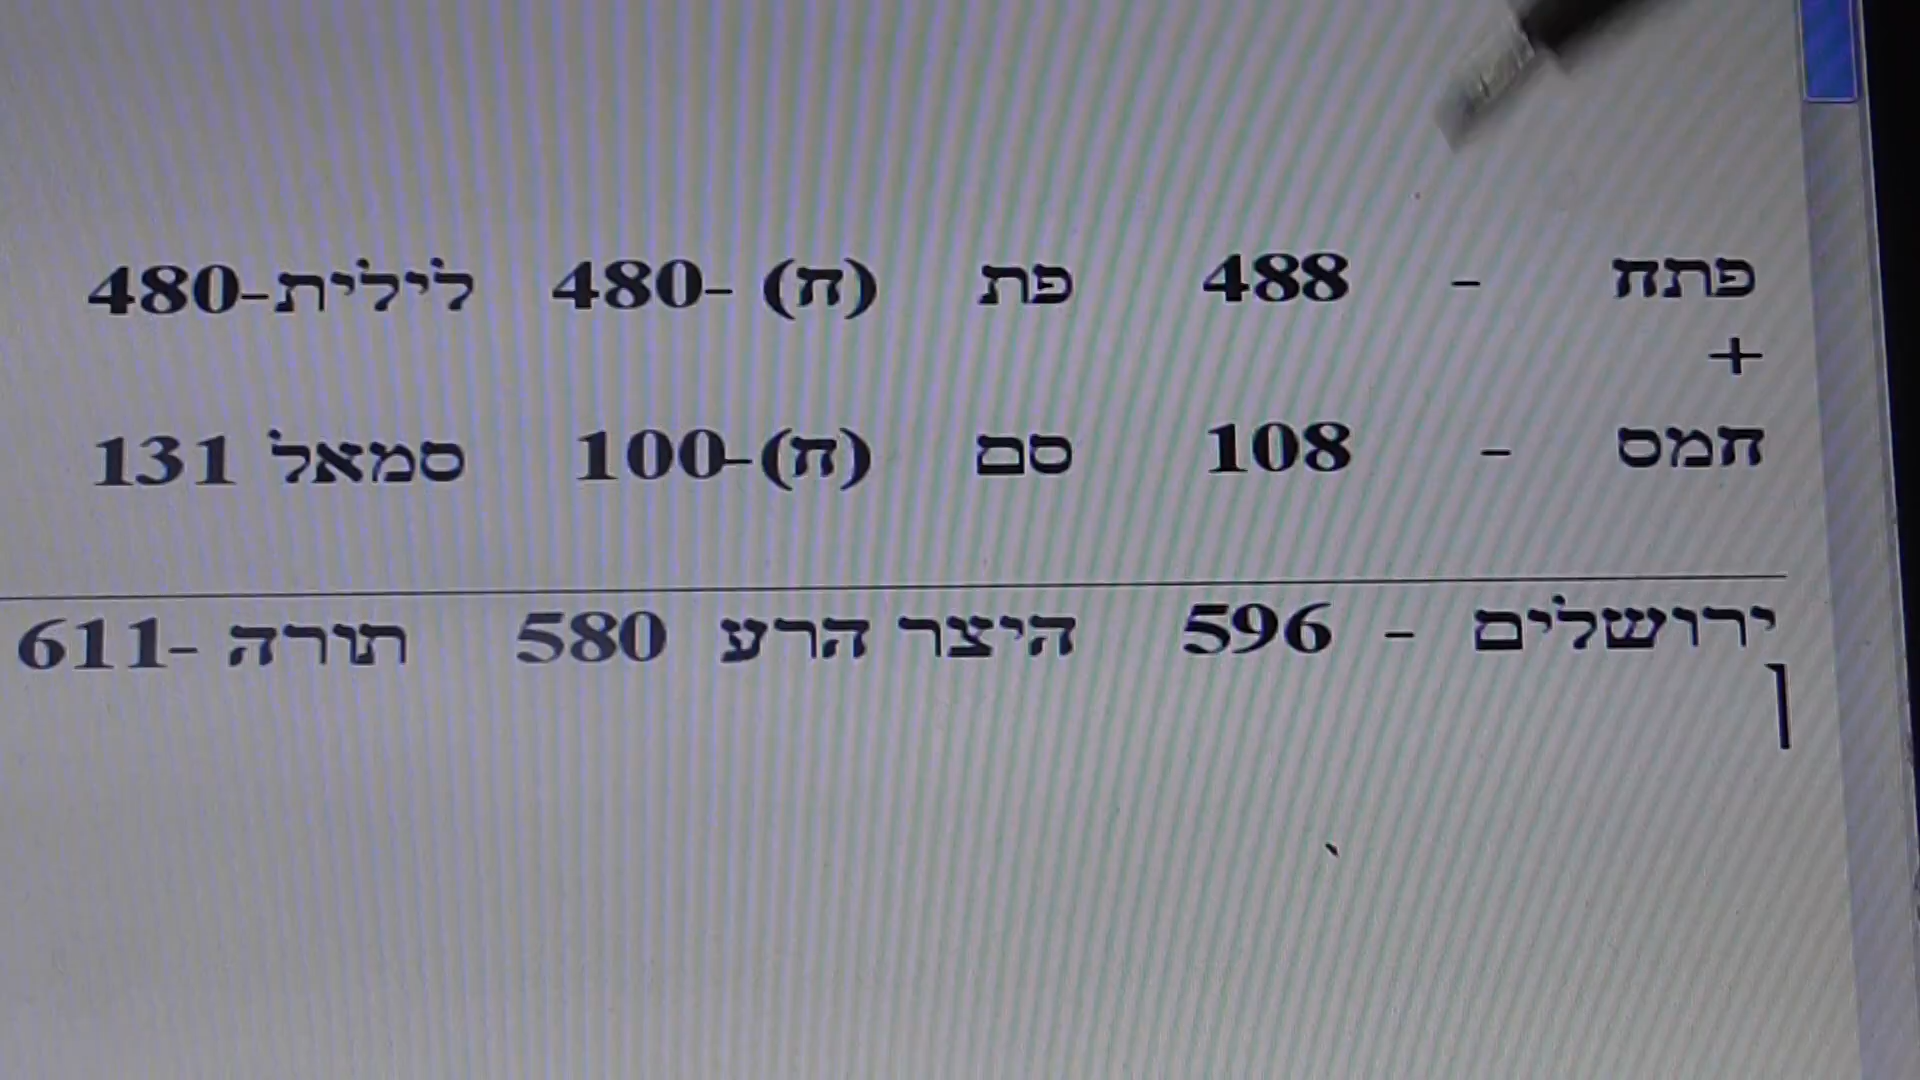 פתח - 488 פת (ח) -480 לילית-480
+
חמס - 108 סם (ח)-100 סמאל 131
ירושלים - 596 היצר הרע 580 תורה -611